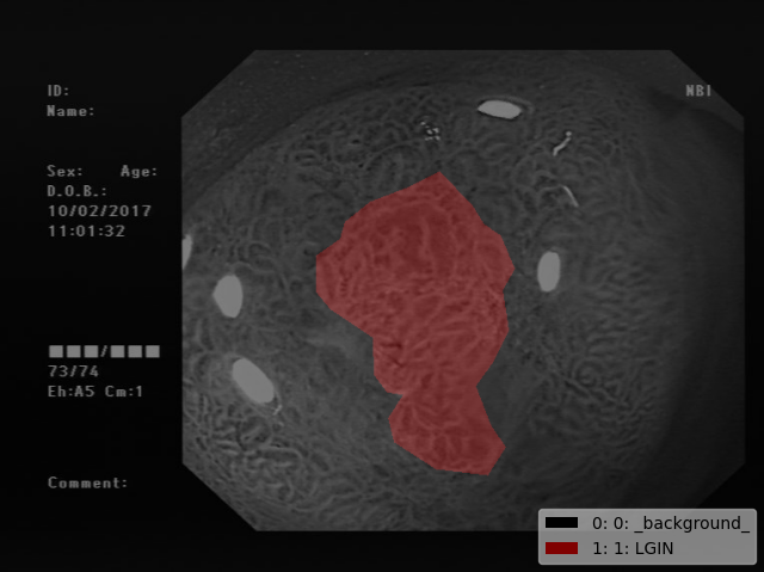 ID:
Name:
NBI
Sex: Age:
D.O.B.:
10/02/2017
11:01:32
■■■/■■■
73/74
Eh:A5 Cm:1
Comment:
0: 0: _background_
1: 1: LGIN